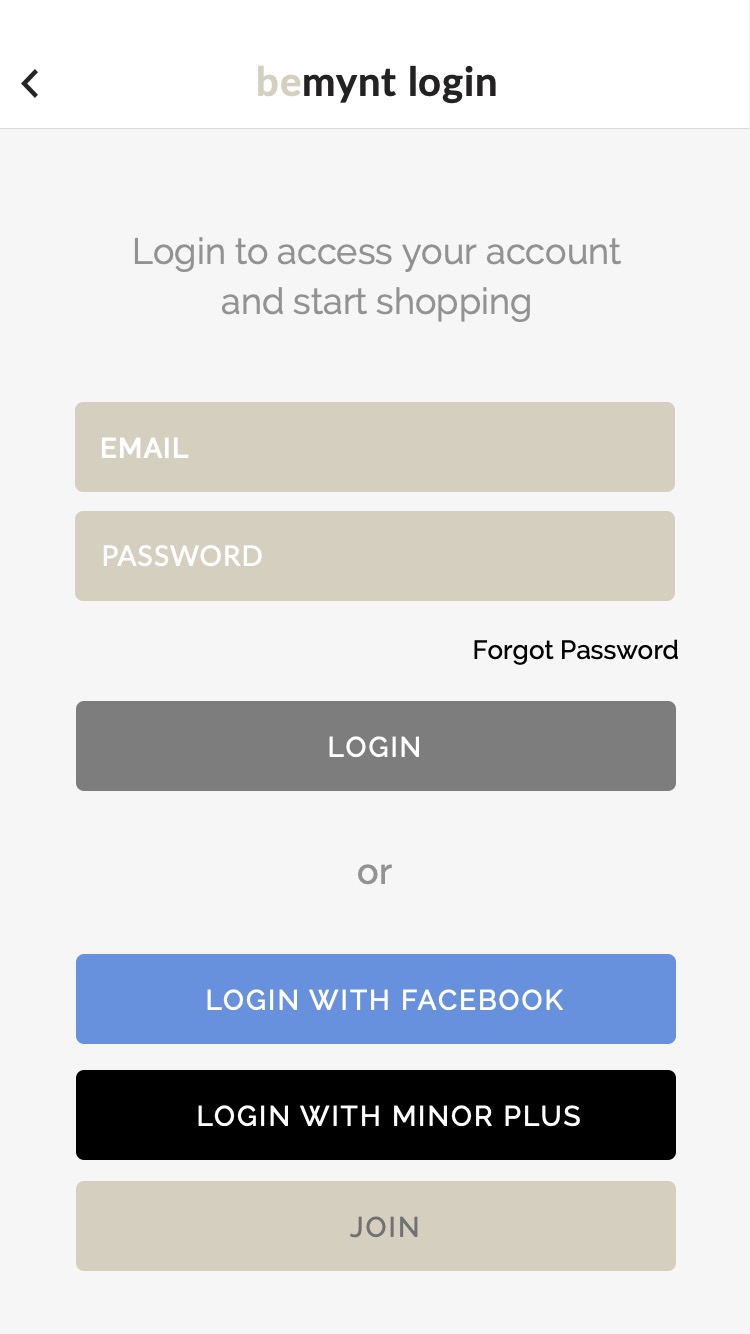 bemynt login
Login to access your account
and start shopping
EMAIL
PASSWORD
Forgot Password
LOGIN
or
LOGIN WITH FACEBOOK
LOGIN WITH MINOR PLUS
JOIN